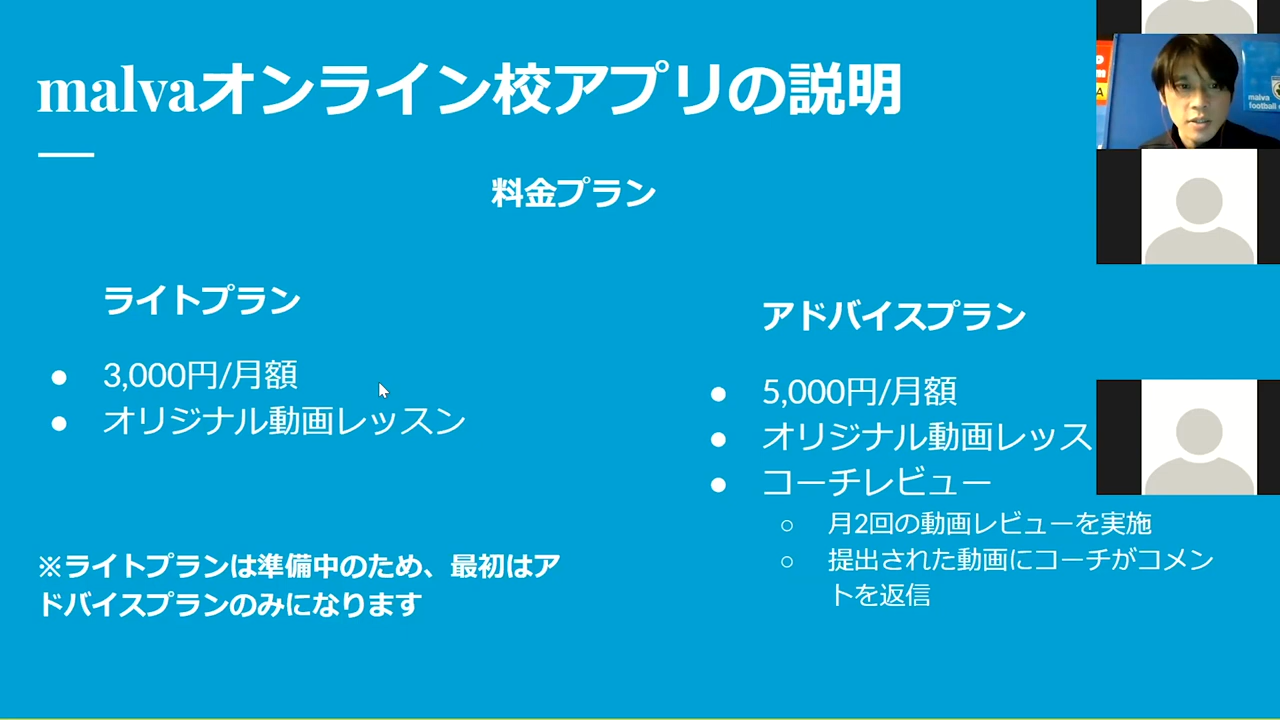 malvaオンライン校アプリの説明
料金プラン
ライトプラン
● 3,000円/月額
● オリジナル動画レッスン
※ライトプランは準備中のため、最初はア
ドバイスプランのみになります
アドバイスプラン
● 5,000円/月額
● オリジナル動画レッス
● コーチレビュー
○ 月2回の動画レビューを実施
○ 提出された動画にコーチがコメン
トを返信
malva
football